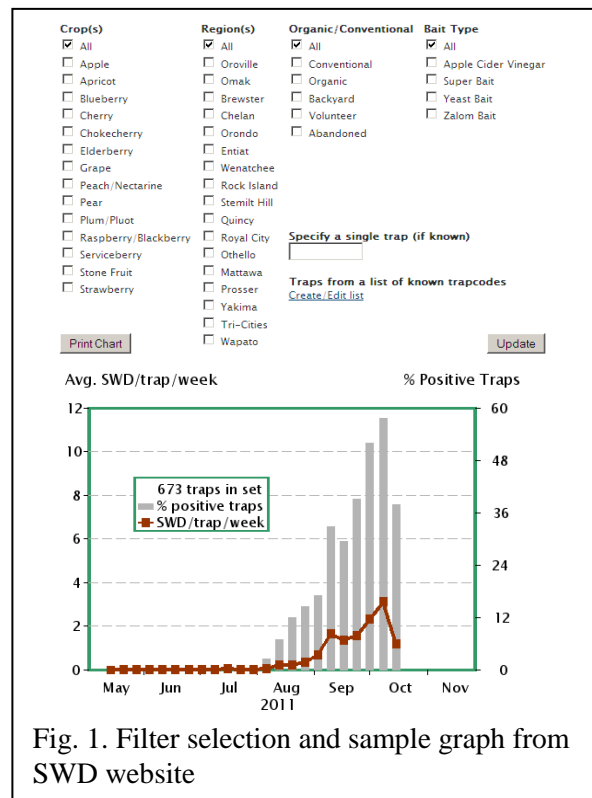 Crop(s)
All
Apple
Apricot
Blueberry
Cherry
Chokecherry
Elderberry
Grape
Peach/Nectarine
Pear
Plum/Pluot
Raspberry/Blackberry
Serviceberry
Stone Fruit
Strawberry
Region(s)
All
Oroville
Omak
Brewster
Chelan
Orondo
Entiat
Wenatchee
Rock Island
Stemilt Hill
Quincy
Royal City
Othello
Mattawa
Prosser
Yakima
Tri-Cities
Wapato
Organic/Conventional
All
Conventional
Organic
Backyard
Volunteer
Abandoned
Bait Type
All
Apple Cider Vinegar
Super Bait
Yeast Bait
Zalom Bait
Specify a single trap (if known)
Traps from a list of known trapcodes
Create/Edit list
Print Chart
Update
Avg. SWD/trap/week
% Positive Traps
12
10
8
6
4
2
0
60
48
36
24
12
0
673 traps in set
% positive traps
SWD/trap/week
May Jun Jul Aug Sep Oct Nov
2011
Fig. 1. Filter selection and sample graph from
SWD website